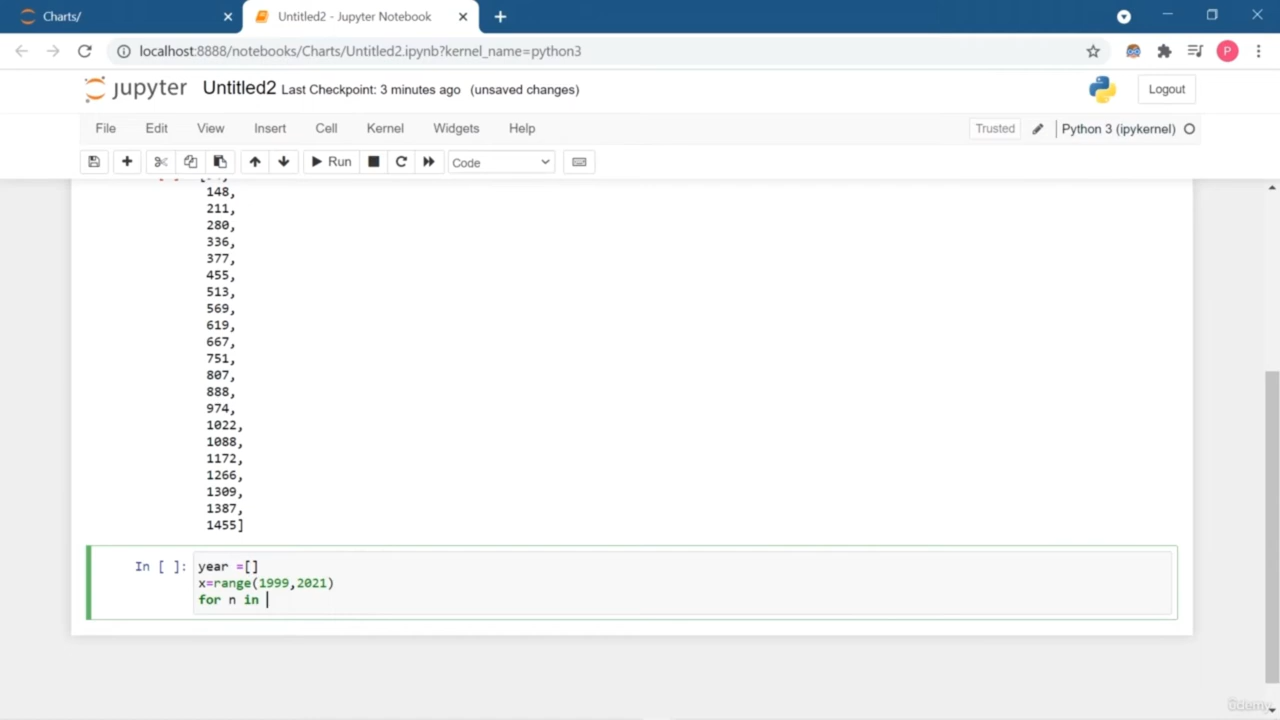 Charts/
Untitled2 - Jupyter Notebook
localhost:8888/notebooks/Charts/Untitled2.ipynb?kernel_name=python3
P
jupyter Untitled2 Last Checkpoint: 3 minutes ago (unsaved changes)
Logout
File Edit View Insert Cell Kernel Widgets Help
Trusted
Python 3 (ipykernel)
Run
Code
148,
211,
280,
336,
377,
455,
513,
569,
619,
667,
751,
807,
888,
974,
1022,
1088,
1172,
1266,
1309,
1387,
1455]
In [ ]: year =[]
x=range(1999,2021)
for n in
ûdemy